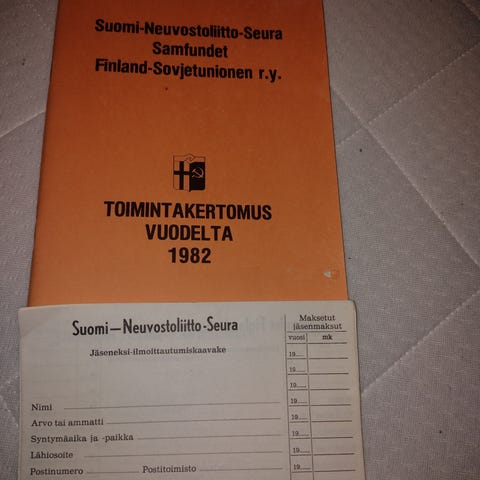 Suomi-Neuvostoliitto-Seura
Samfundet
Finland-Sovjetunionen r.y.
TOIMINTAKERTOMUS
VUODELTA
1982
Suomi—Neuvostoliitto-Seura
Jäseneksi-ilmoittautumiskaavake
Nimi
Arvo tai ammatti
Syntymäaika ja -paikka
Lähiosoite
Postinumero Postitoimisto
Maksetut
jäsenmaksut
vuosi mk
19
19
19
19
19
19
19
19